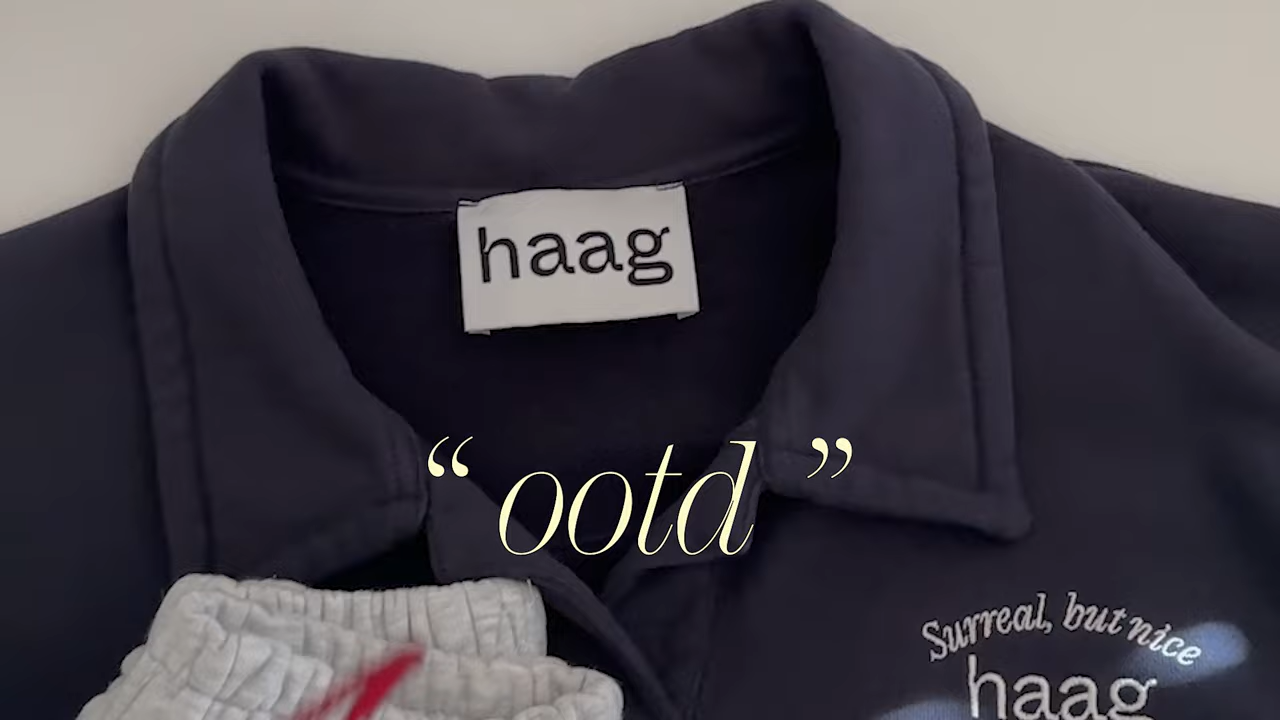 haag
“ ootd ”
Surreal, but nice
haag